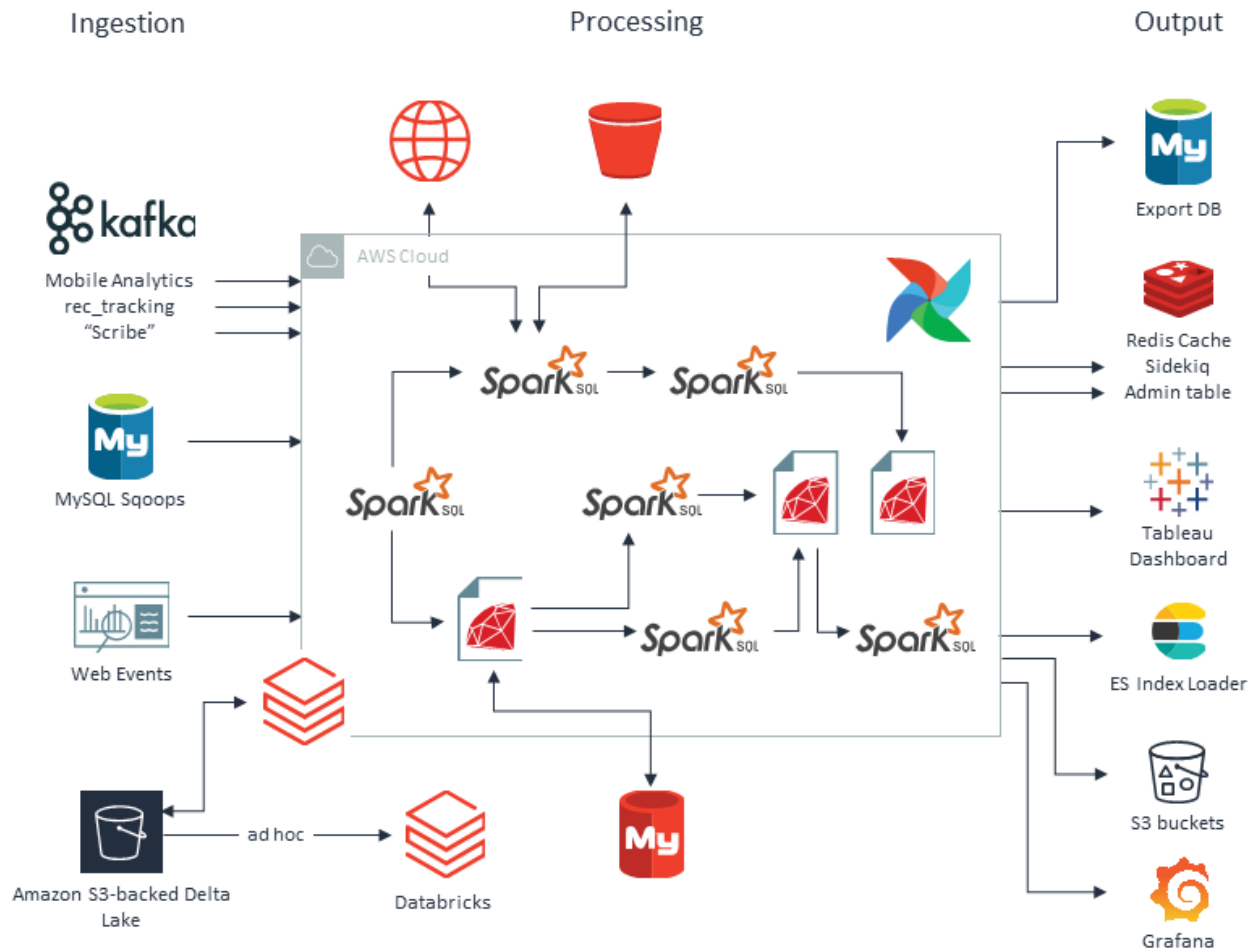 Ingestion
Processing
Output
kafka
Mobile Analytics
rec_tracking
“Scribe”
AWS Cloud
My
Export DB
Redis Cache
Sidekiq
Admin table
My
MySQL Sqoops
Spark SQL
Spark SQL
Spark SQL
Spark SQL
Tableau
Dashboard
Web Events
Spark SQL
Spark SQL
ES Index Loader
ad hoc
My
S3 buckets
Amazon S3-backed Delta
Lake
Databricks
Grafana